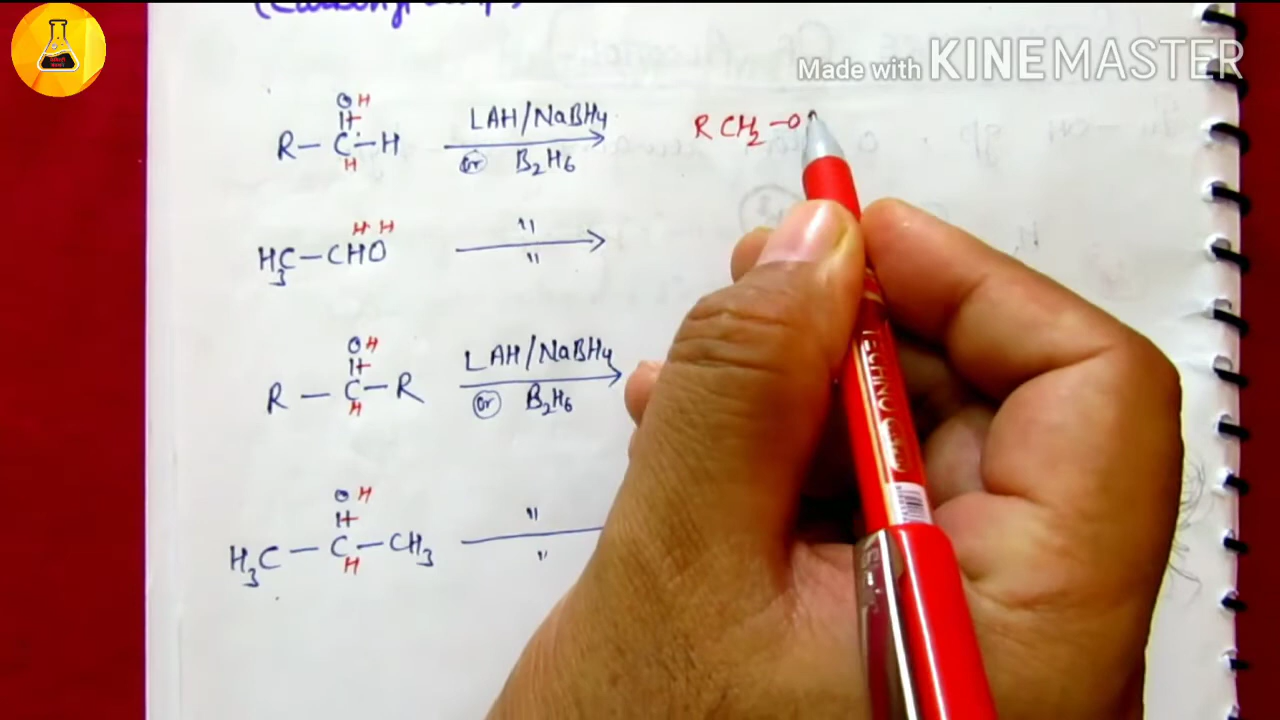 Made with KINEMASTER
OH
R-C-H
H
LAH/NaBH4
or B2H6
RCH2-O
H H
H3C-CHO
"
"
OH
R-C-R
H
LAH/NaBH4
or B2H6
OH
H3C-C-CH3
H
"
"